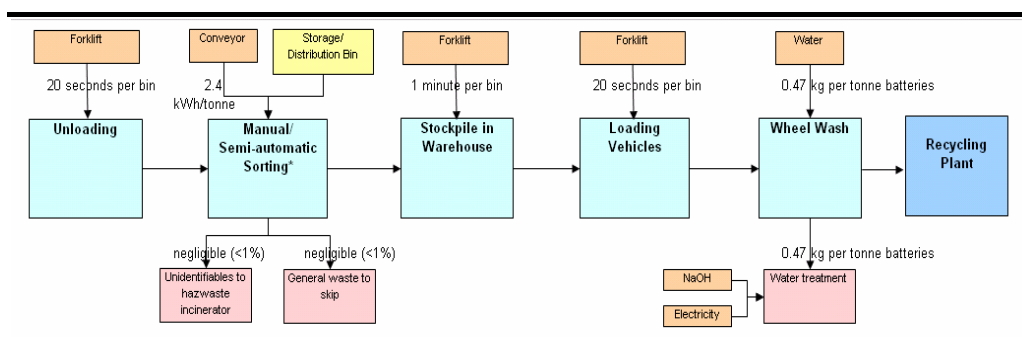 Forklift
Conveyor
Storage/
Distribution Bin
Forklift
Forklift
Water
20 seconds per bin
2.4
kWh/tonne
1 minute per bin
20 seconds per bin
0.47 kg per tonne batteries
Unloading
Manual/
Semi-automatic
Sorting*
Stockpile in
Warehouse
Loading
Vehicles
Wheel Wash
Recycling
Plant
negligible (<1%)
negligible (<1%)
0.47 kg per tonne batteries
Unidentifiables to
hazwaste
incinerator
General waste to
skip
NaOH
Electricity
Water treatment